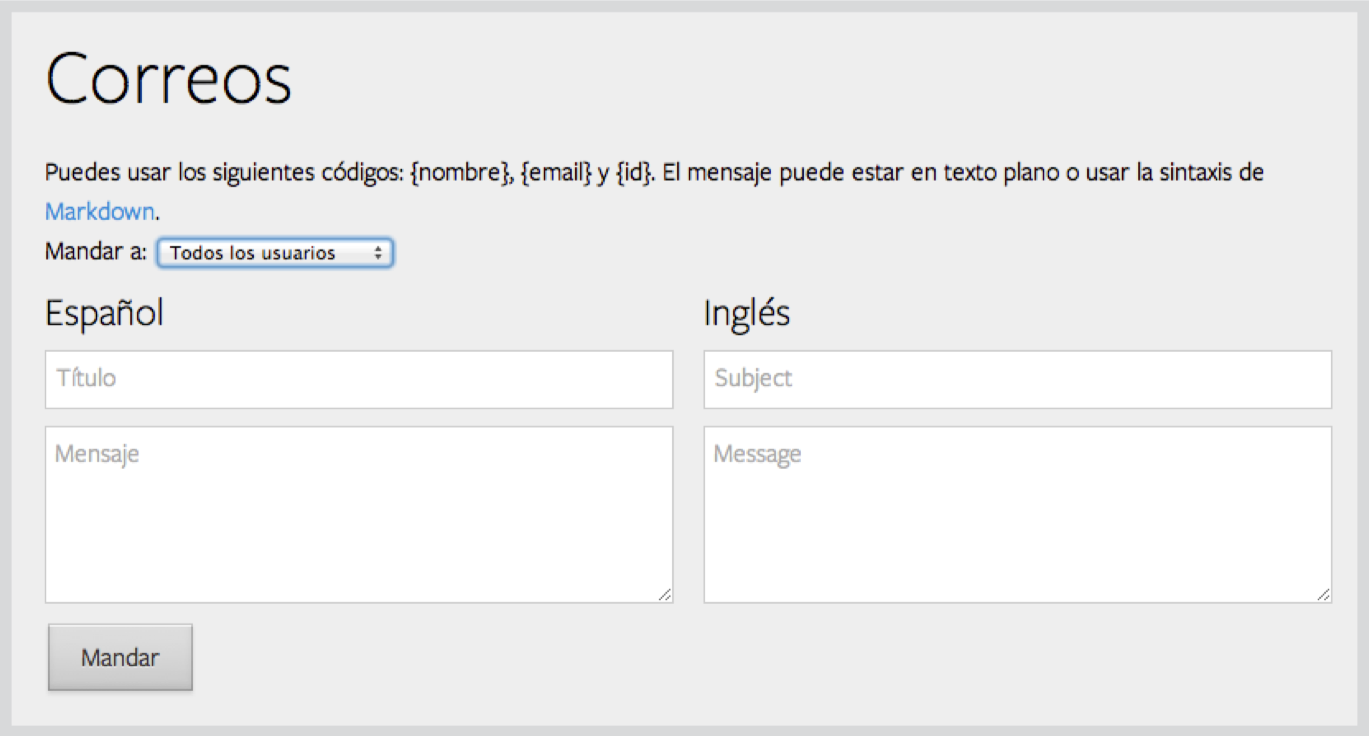 Correos
Puedes usar los siguientes códigos: {nombre}, {email} y {id}. El mensaje puede estar en texto plano o usar la sintaxis de
Markdown.
Mandar a: Todos los usuarios
Español
Inglés
Título
Subject
Mensaje
Message
Mandar